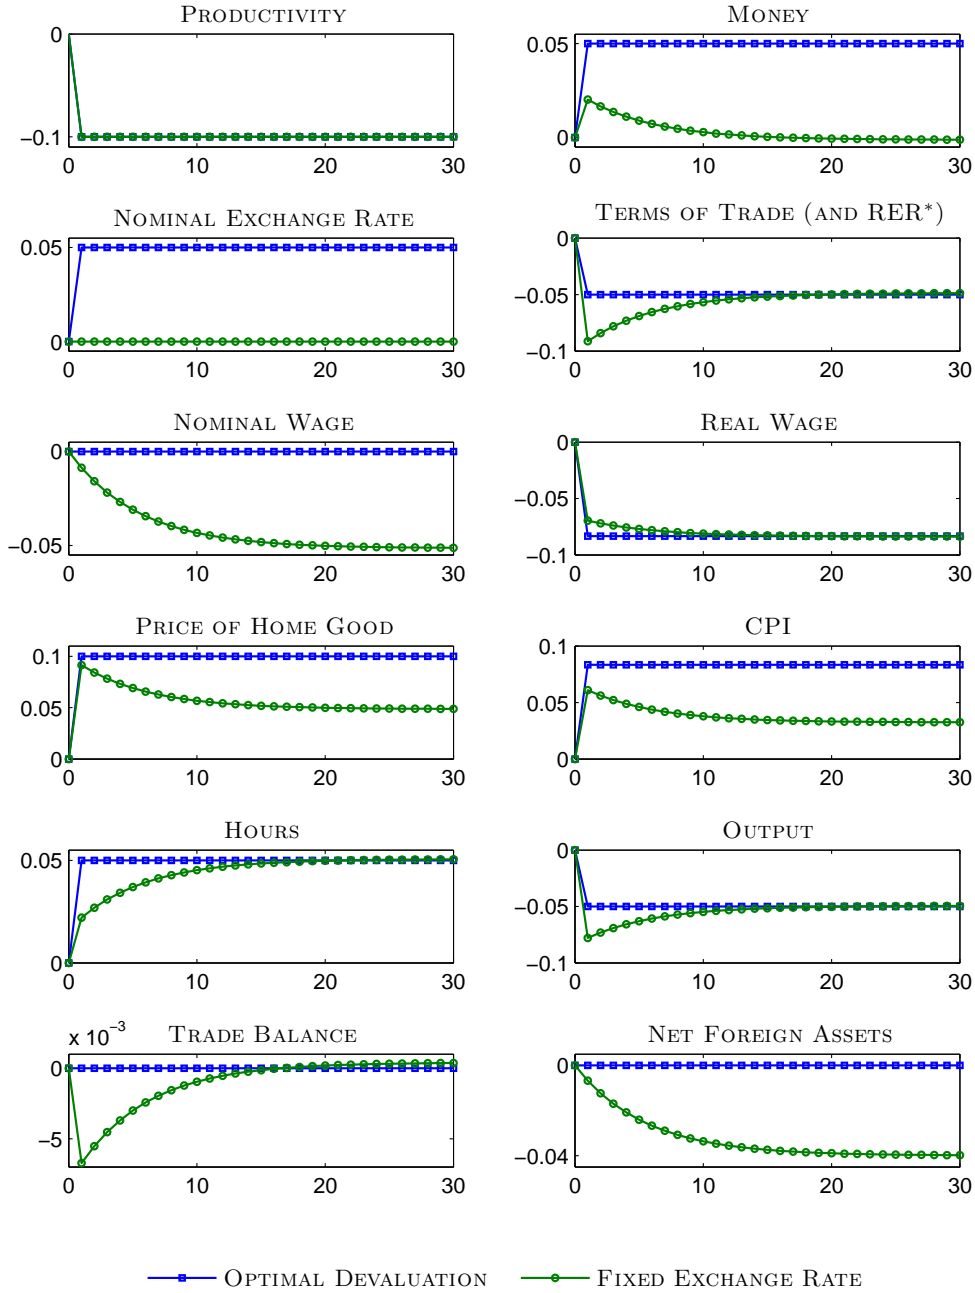 PRODUCTIVITY
0
−0.1
0 10 20 30
MONEY
0.05
0
0 10 20 30
NOMINAL EXCHANGE RATE
0.05
0
0 10 20 30
TERMS OF TRADE (AND RER*)
0
−0.05
−0.1
0 10 20 30
NOMINAL WAGE
0
−0.05
0 10 20 30
REAL WAGE
0
−0.05
−0.1
0 10 20 30
PRICE OF HOME GOOD
0.1
0.05
0
0 10 20 30
CPI
0.1
0.05
0
0 10 20 30
HOURS
0.05
0
0 10 20 30
OUTPUT
0
−0.05
−0.1
0 10 20 30
x 10⁻³ TRADE BALANCE
0
−5
0 10 20 30
NET FOREIGN ASSETS
0
−0.04
0 10 20 30
OPTIMAL DEVALUATION FIXED EXCHANGE RATE